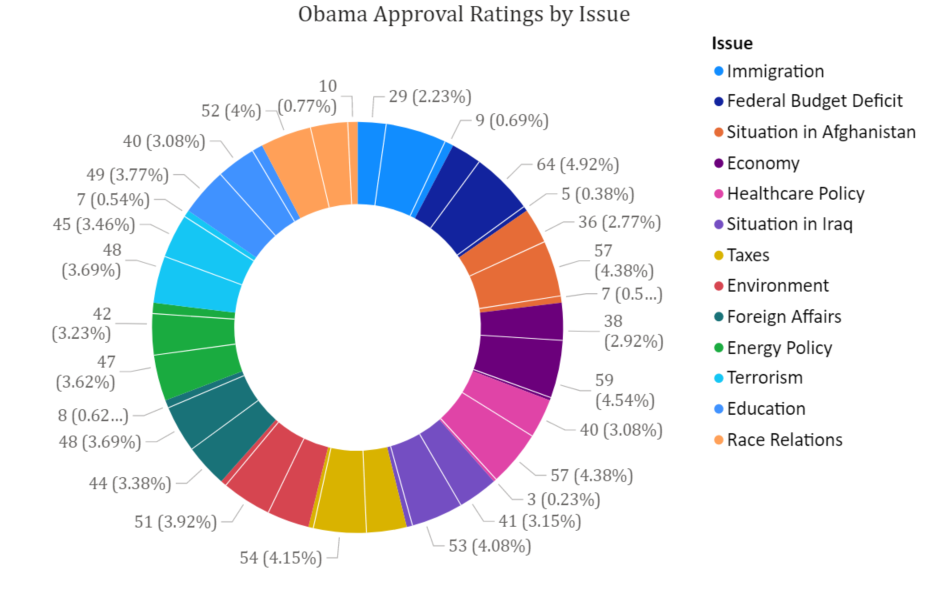 Obama Approval Ratings by Issue
Issue
Immigration
Federal Budget Deficit
Situation in Afghanistan
Economy
Healthcare Policy
Situation in Iraq
Taxes
Environment
Foreign Affairs
Energy Policy
Terrorism
Education
Race Relations
29 (2.23%)
9 (0.69%)
64 (4.92%)
5 (0.38%)
36 (2.77%)
57
(4.38%)
7 (0.5...)
38
(2.92%)
59
(4.54%)
40 (3.08%)
57 (4.38%)
3 (0.23%)
41 (3.15%)
53 (4.08%)
54 (4.15%)
51 (3.92%)
44 (3.38%)
48 (3.69%)
8 (0.62...)
47
(3.62%)
42
(3.23%)
48
(3.69%)
45 (3.46%)
7 (0.54%)
49 (3.77%)
40 (3.08%)
52 (4%)
10
(0.77%)